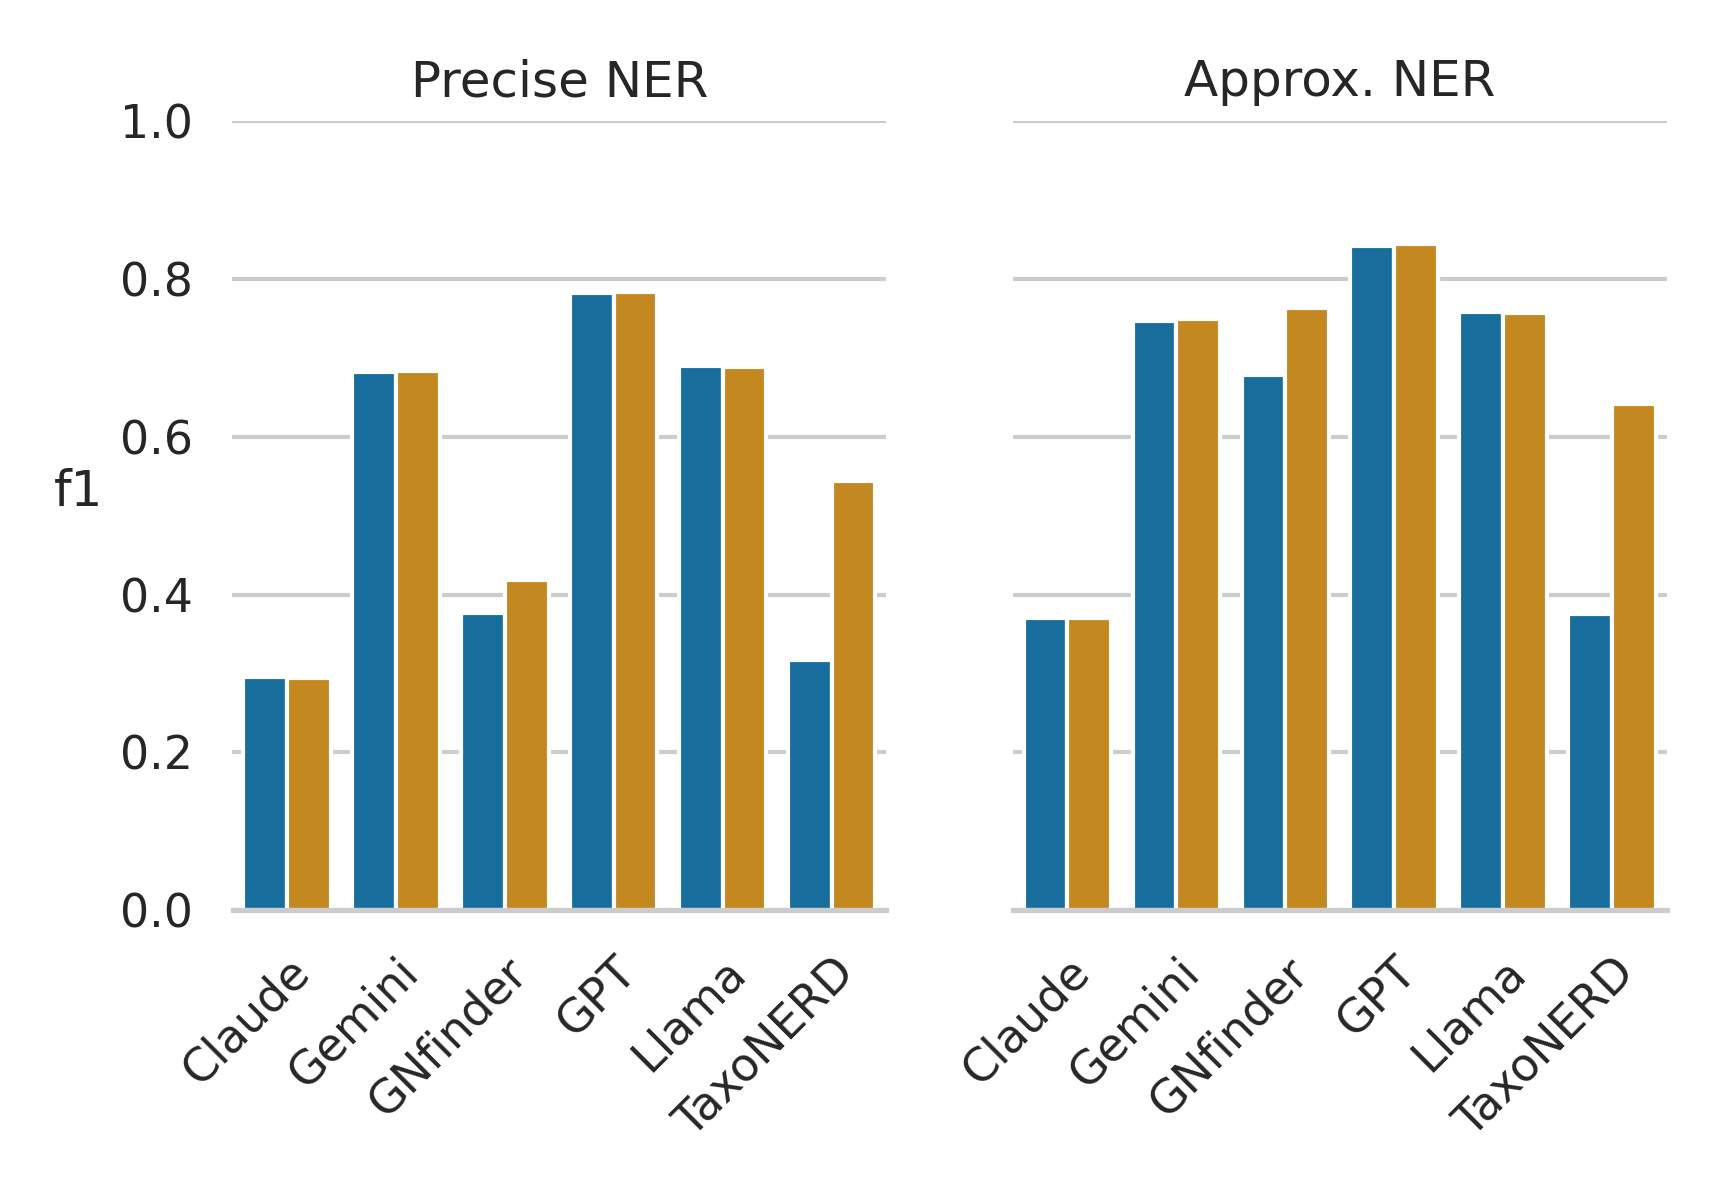 Precise NER
Approx. NER
1.0
0.8
0.6
f1
0.4
0.2
0.0
Claude
Gemini
GNfinder
GPT
Llama
TaxoNERD
Claude
Gemini
GNfinder
GPT
Llama
TaxoNERD